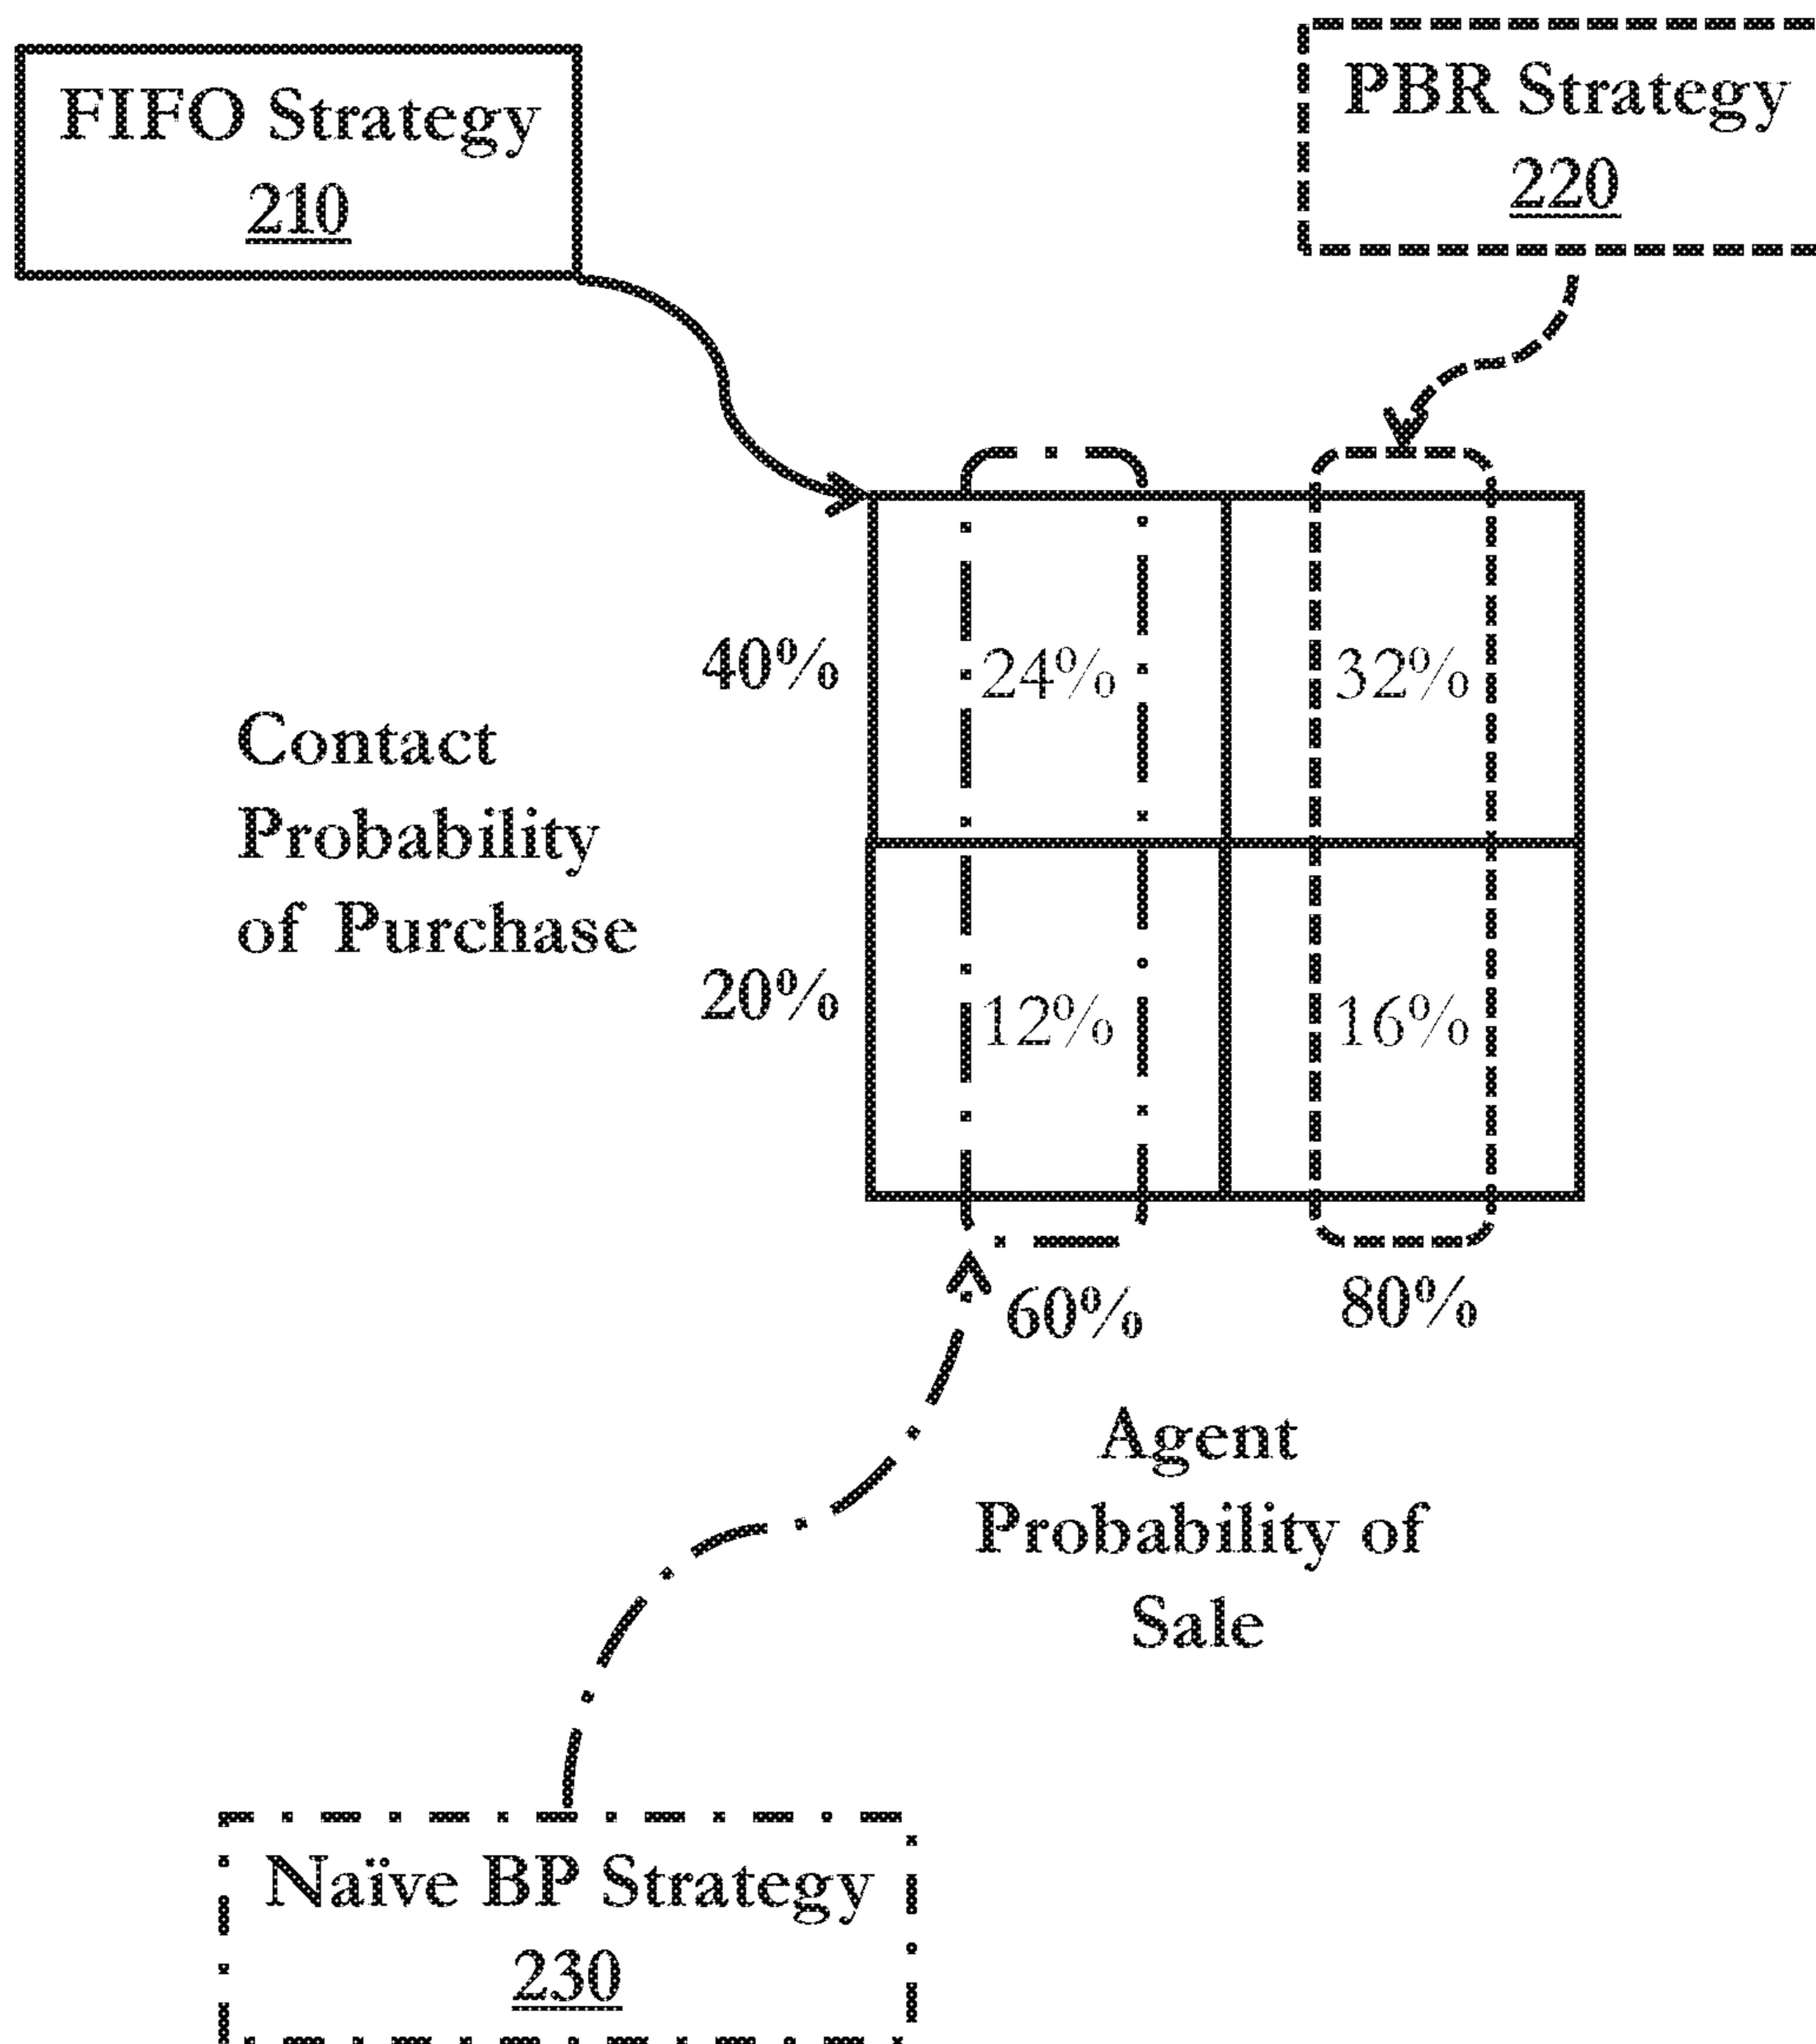 FIFO Strategy
210
PBR Strategy
220
40%
24%
32%
Contact
Probability
of Purchase
20%
12%
16%
60%
80%
Agent
Probability of
Sale
Naïve BP Strategy
230